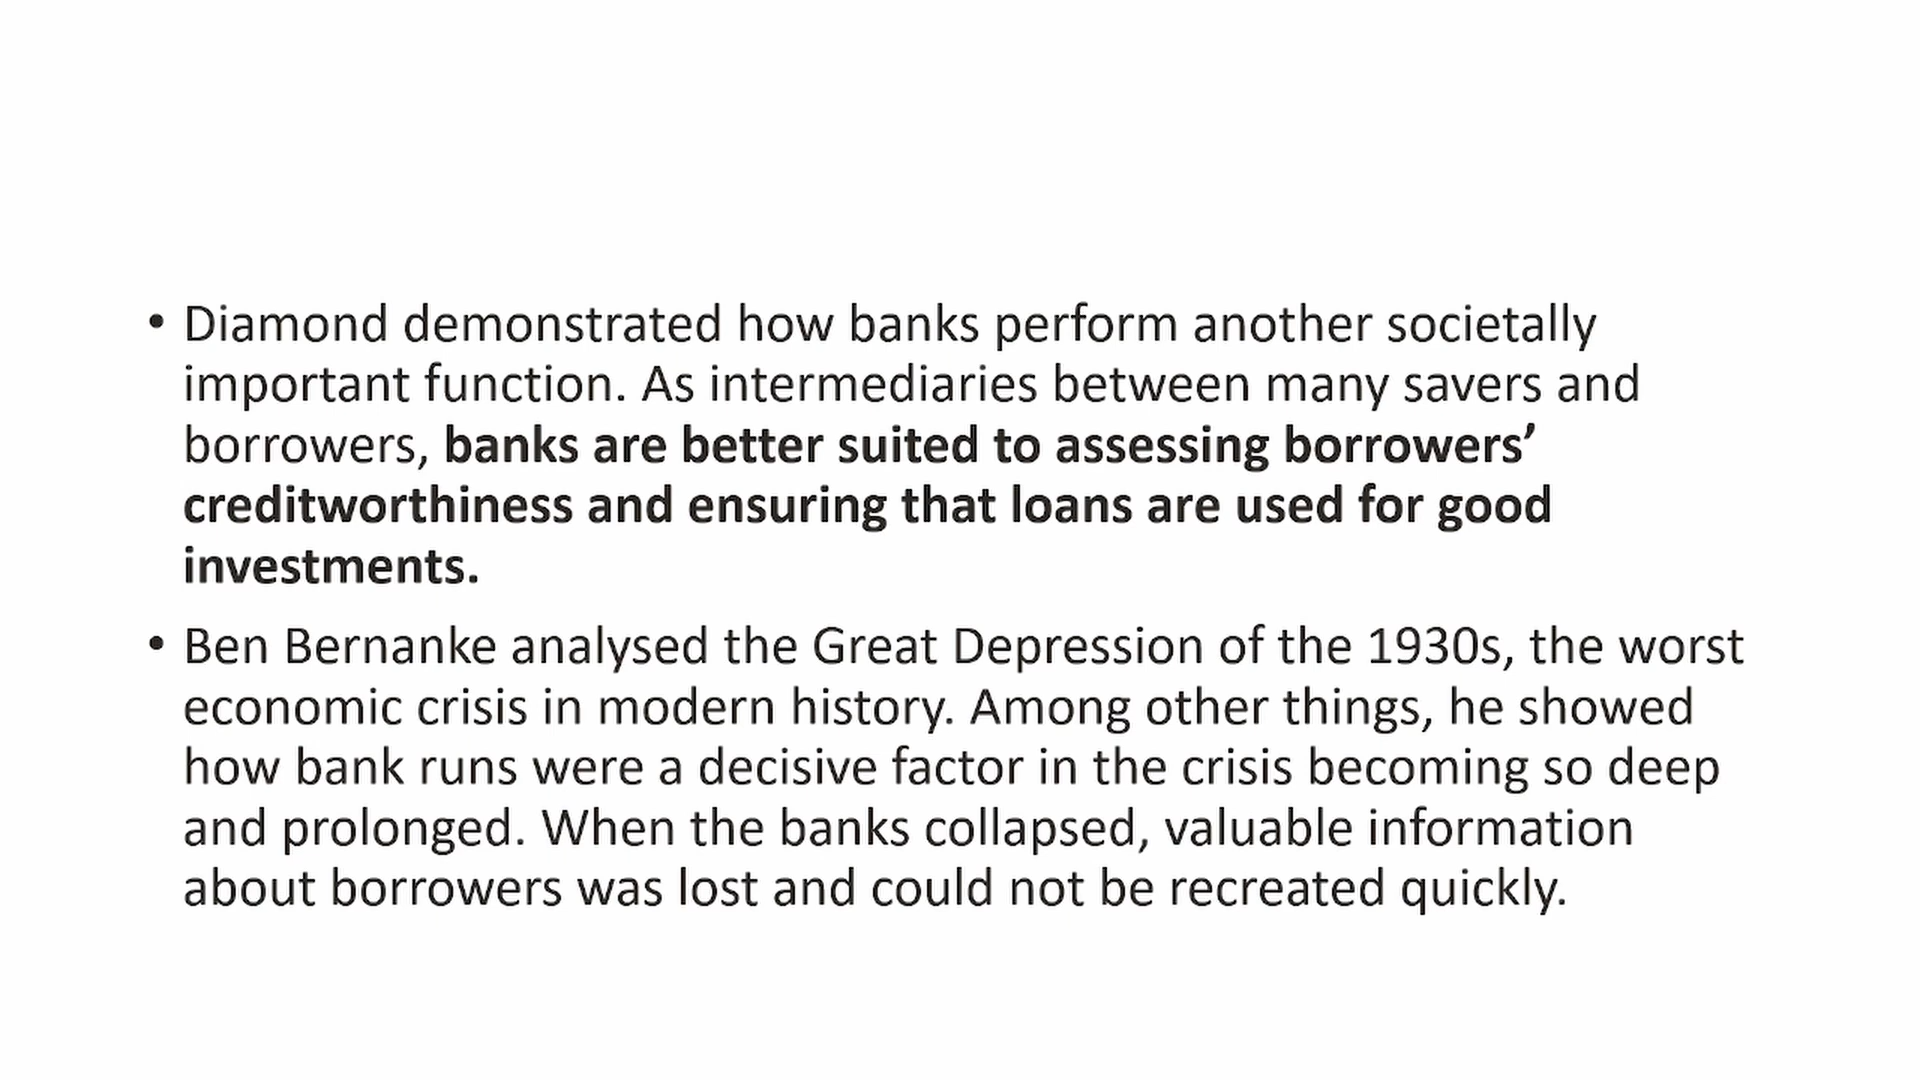 • Diamond demonstrated how banks perform another societally
important function. As intermediaries between many savers and
borrowers, banks are better suited to assessing borrowers’
creditworthiness and ensuring that loans are used for good
investments.
• Ben Bernanke analysed the Great Depression of the 1930s, the worst
economic crisis in modern history. Among other things, he showed
how bank runs were a decisive factor in the crisis becoming so deep
and prolonged. When the banks collapsed, valuable information
about borrowers was lost and could not be recreated quickly.